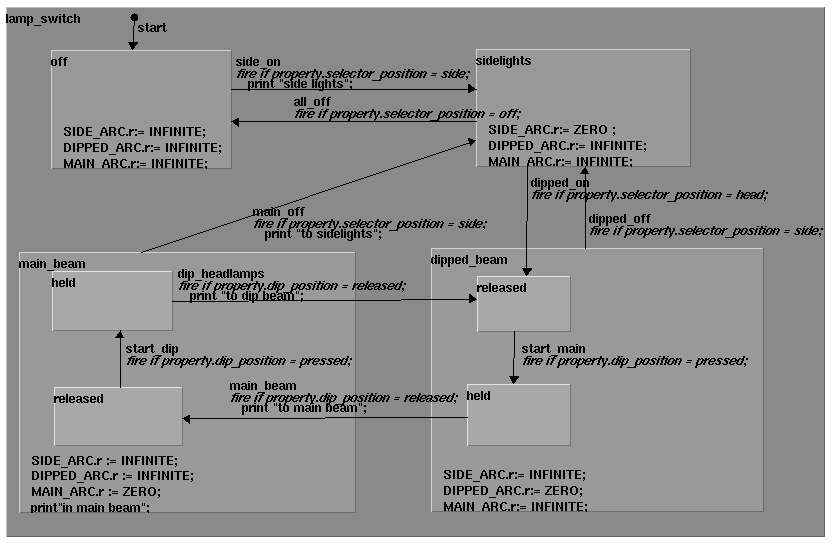 lamp_switch
start
off
SIDE_ARC.r:= INFINITE;
DIPPED_ARC.r:= INFINITE;
MAIN_ARC.r:= INFINITE;
side_on
fire if property.selector_position = side;
print "side lights";
all_off
fire if property.selector_position = off;
sidelights
SIDE_ARC.r:= ZERO ;
DIPPED_ARC.r:= INFINITE;
MAIN_ARC.r:= INFINITE;
dipped_on
fire if property.selector_position = head;
main_off
fire if property.selector_position = side;
print "to sidelights";
dipped_off
fire if property.selector_position = side;
main_beam
held
dip_headlamps
fire if property.dip_position = released;
print "to dip beam";
dipped_beam
released
start_dip
fire if property.dip_position = pressed;
start_main
fire if property.dip_position = pressed;
released
main_beam
fire if property.dip_position = released;
print "to main beam";
held
SIDE_ARC.r := INFINITE;
DIPPED_ARC.r := INFINITE;
MAIN_ARC.r := ZERO;
print"in main beam";
SIDE_ARC.r:= INFINITE;
DIPPED_ARC.r:= ZERO;
MAIN_ARC.r:= INFINITE;